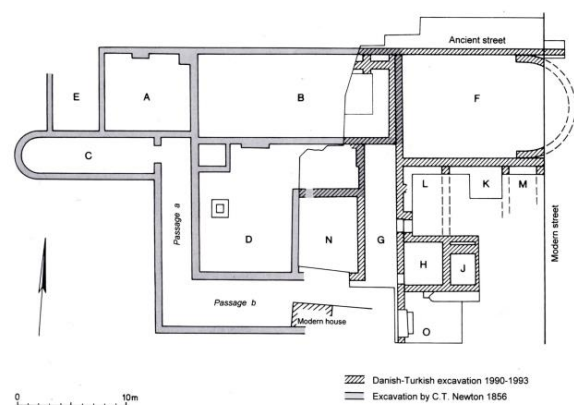 Ancient street
E
A
B
F
C
L
K
M
Passage a
D
N
G
H
J
Modern street
Passage b
Modern house
O
0
10m
Danish-Turkish excavation 1990-1993
Excavation by C.T. Newton 1856